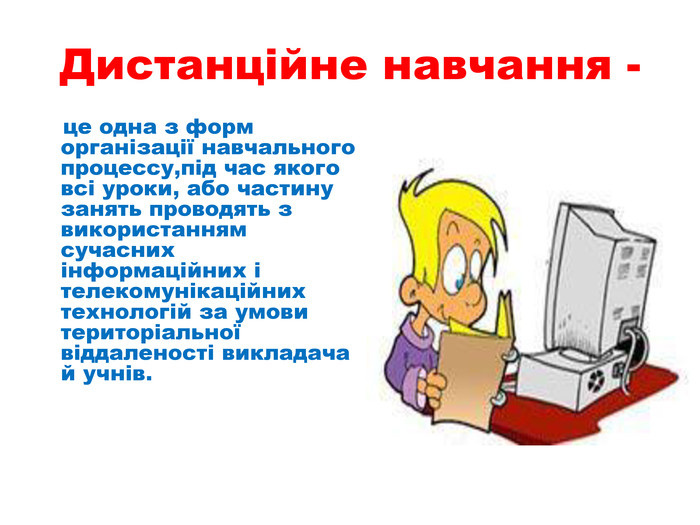 Дистанційне навчання -
це одна з форм
організації навчального
процессу,під час якого
всі уроки, або частину
занять проводять з
використанням
сучасних
інформаційних і
телекомунікаційних
технологій за умови
територіальної
віддаленості викладача
й учнів.